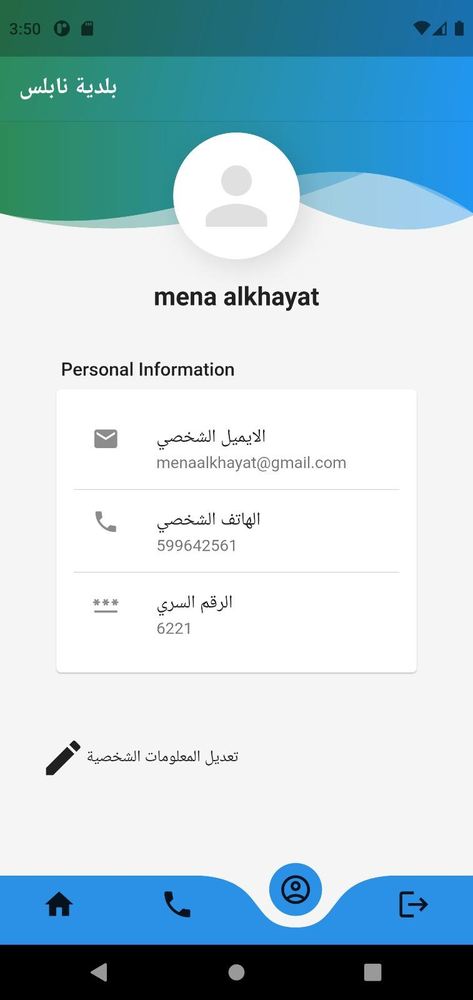 3:50
بلدية نابلس
mena alkhayat
Personal Information
الايميل الشخصي
menaalkhayat@gmail.com
الهاتف الشخصي
599642561
الرقم السري
6221
تعديل المعلومات الشخصية